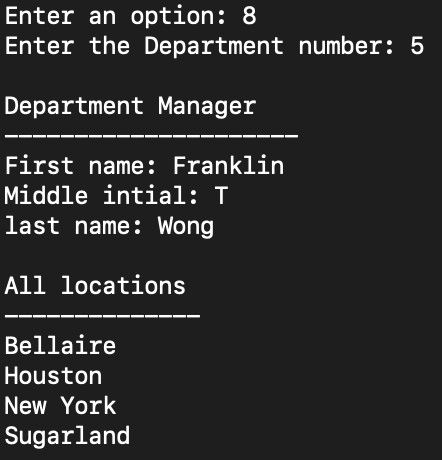 Enter an option: 8
Enter the Department number: 5
Department Manager
---------------------
First name: Franklin
Middle intial: T
last name: Wong
All locations
--------------
Bellaire
Houston
New York
Sugarland